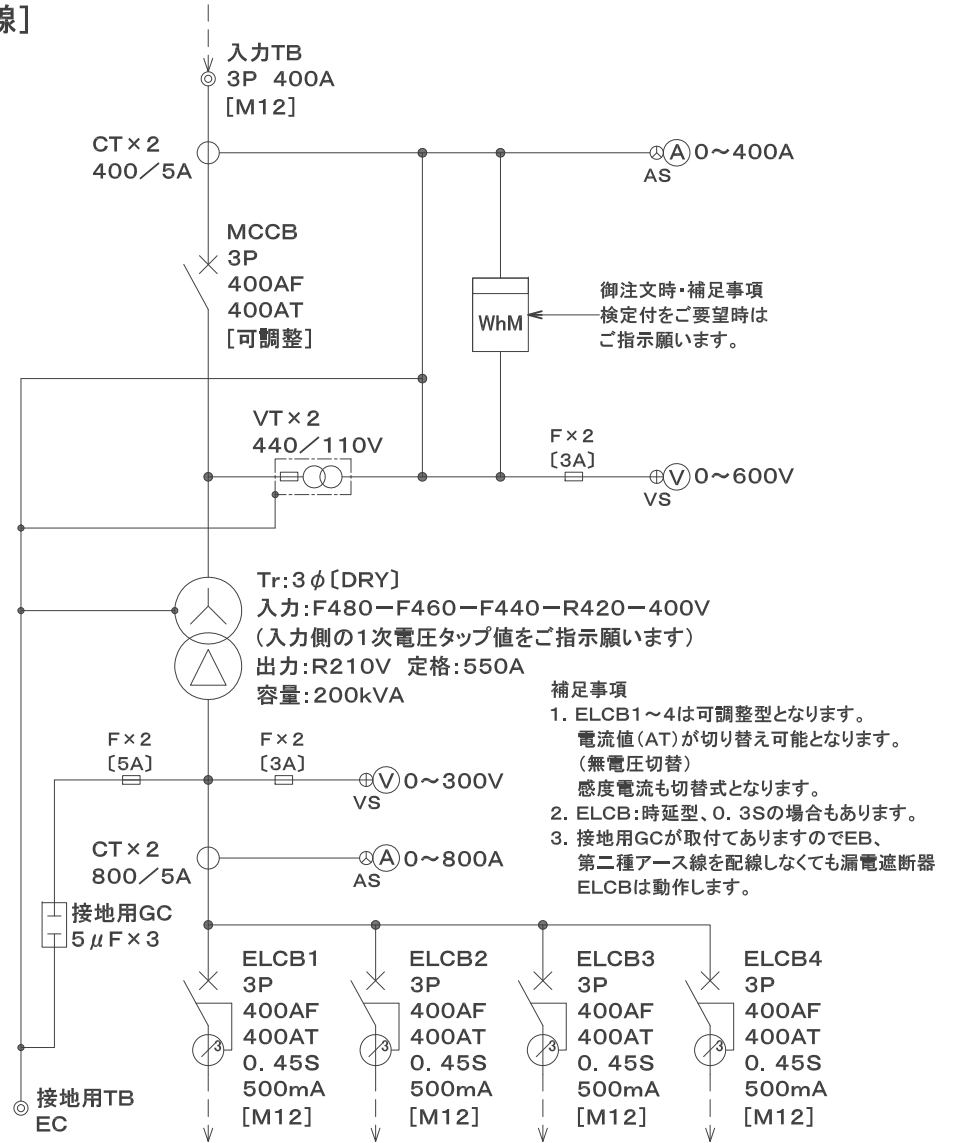 線]
入力TB
3P 400A
[M12]
CT×2
400/5A
A 0～400A
AS
MCCB
3P
400AF
400AT
[可調整]
WhM
御注文時・補足事項
検定付をご要望時は
ご指示願います。
VT×2
440/110V
F×2
〔3A〕
V 0～600V
VS
Tr:3φ〔DRY〕
入力:F480－F460－F440－R420－400V
(入力側の1次電圧タップ値をご指示願います)
出力:R210V 定格:550A
容量:200kVA
補足事項
1. ELCB1～4は可調整型となります。
電流値(AT)が切り替え可能となります。
(無電圧切替)
感度電流も切替式となります。
2. ELCB:時延型、0. 3Sの場合もあります。
3. 接地用GCが取付てありますのでEB、
第二種アース線を配線しなくても漏電遮断器
ELCBは動作します。
F×2
〔5A〕
F×2
〔3A〕
V 0～300V
VS
CT×2
800/5A
A 0～800A
AS
接地用GC
5μF×3
ELCB1
3P
400AF
400AT
0. 45S
500mA
[M12]
3
ELCB2
3P
400AF
400AT
0. 45S
500mA
[M12]
3
ELCB3
3P
400AF
400AT
0. 45S
500mA
[M12]
3
ELCB4
3P
400AF
400AT
0. 45S
500mA
[M12]
3
接地用TB
EC